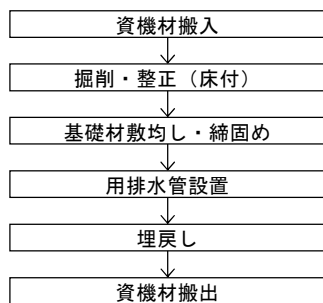 資機材搬入
掘削・整正（床付）
基礎材敷均し・締固め
用排水管設置
埋戻し
資機材搬出